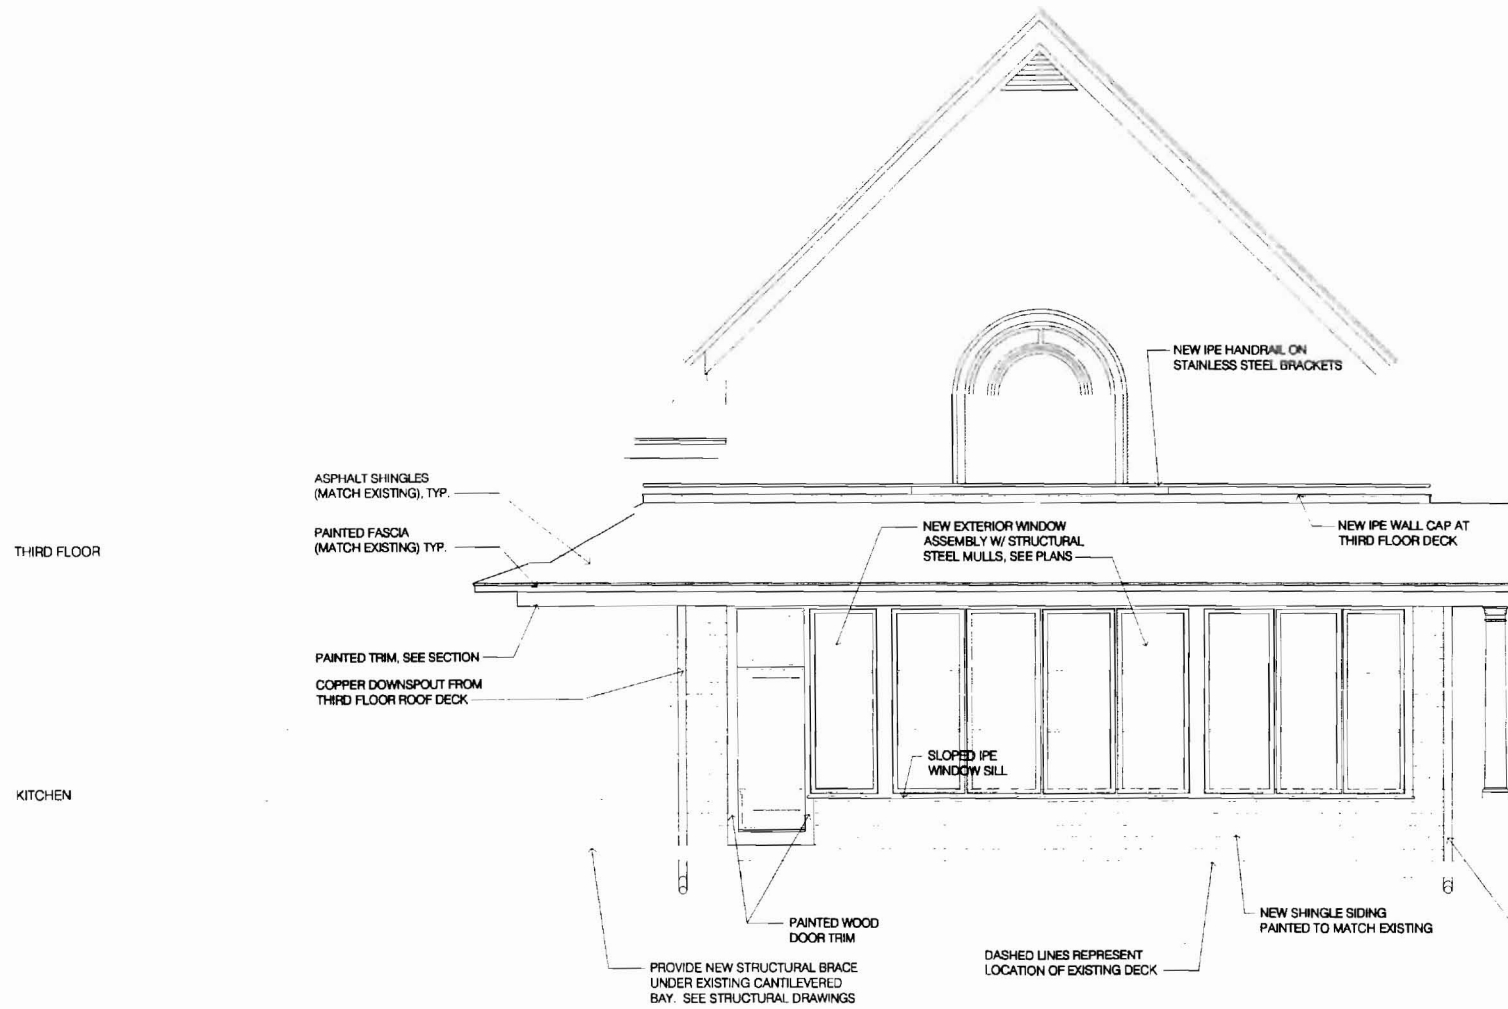 NEW IPE HANDRAIL ON
STAINLESS STEEL BRACKETS
ASPHALT SHINGLES
(MATCH EXISTING), TYP.
PAINTED FASCIA
(MATCH EXISTING) TYP.
THIRD FLOOR
NEW EXTERIOR WINDOW
ASSEMBLY W/ STRUCTURAL
STEEL MULLS, SEE PLANS
NEW IPE WALL CAP AT
THIRD FLOOR DECK
PAINTED TRIM, SEE SECTION
COPPER DOWNSPOUT FROM
THIRD FLOOR ROOF DECK
SLOPED IPE
WINDOW SILL
KITCHEN
PAINTED WOOD
DOOR TRIM
NEW SHINGLE SIDING
PAINTED TO MATCH EXISTING
DASHED LINES REPRESENT
LOCATION OF EXISTING DECK
PROVIDE NEW STRUCTURAL BRACE
UNDER EXISTING CANTILEVERED
BAY. SEE STRUCTURAL DRAWINGS